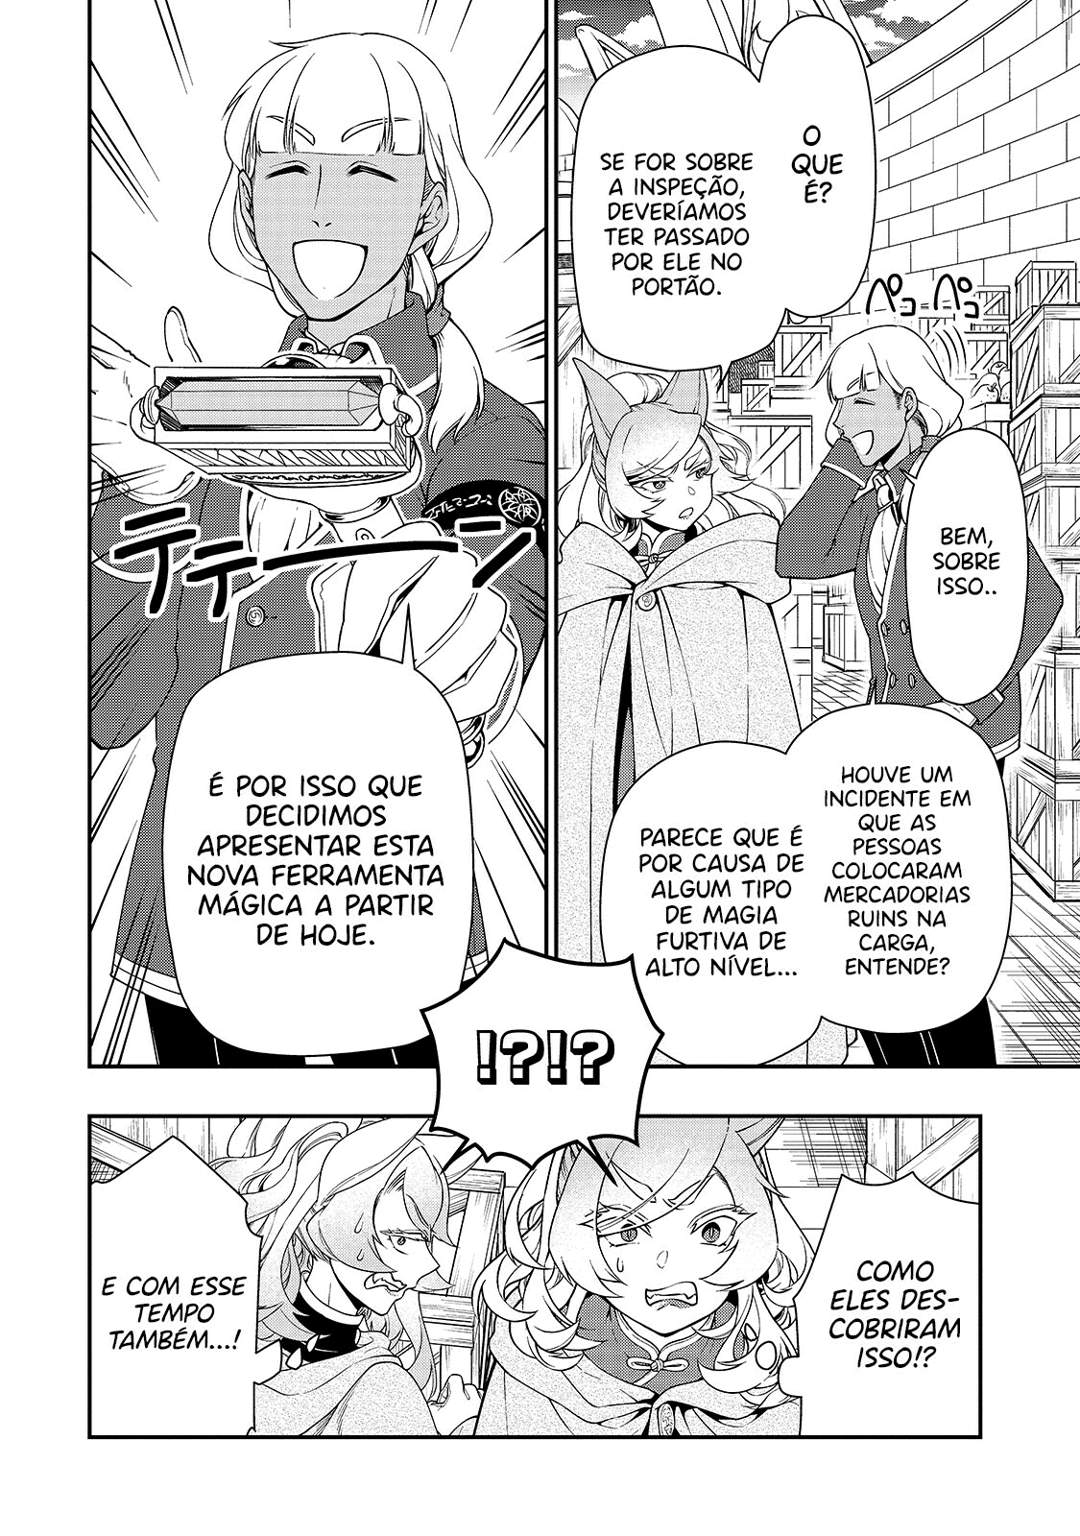 O
QUE
É?
SE FOR SOBRE
A INSPEÇÃO,
DEVERÍAMOS
TER PASSADO
POR ELE NO
PORTÃO.
ペコペコ
BEM,
SOBRE
ISSO..
HOUVE UM
INCIDENTE EM
QUE AS
PESSOAS
COLOCARAM
MERCADORIAS
RUINS NA
CARGA,
ENTENDE?
PARECE QUE É
POR CAUSA DE
ALGUM TIPO
DE MAGIA
FURTIVA DE
ALTO NÍVEL...
テテーン
É POR ISSO QUE
DECIDIMOS
APRESENTAR ESTA
NOVA FERRAMENTA
MÁGICA A PARTIR
DE HOJE.
!?!?
COMO
ELES DES-
COBRIRAM
ISSO!?
E COM ESSE
TEMPO
TAMBÉM...!